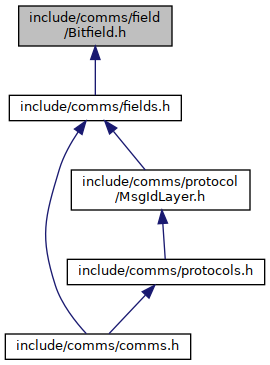 include/comms/field
/Bitfield.h
include/comms/fields.h
include/comms/protocol
/MsgIdLayer.h
include/comms/protocols.h
include/comms/comms.h